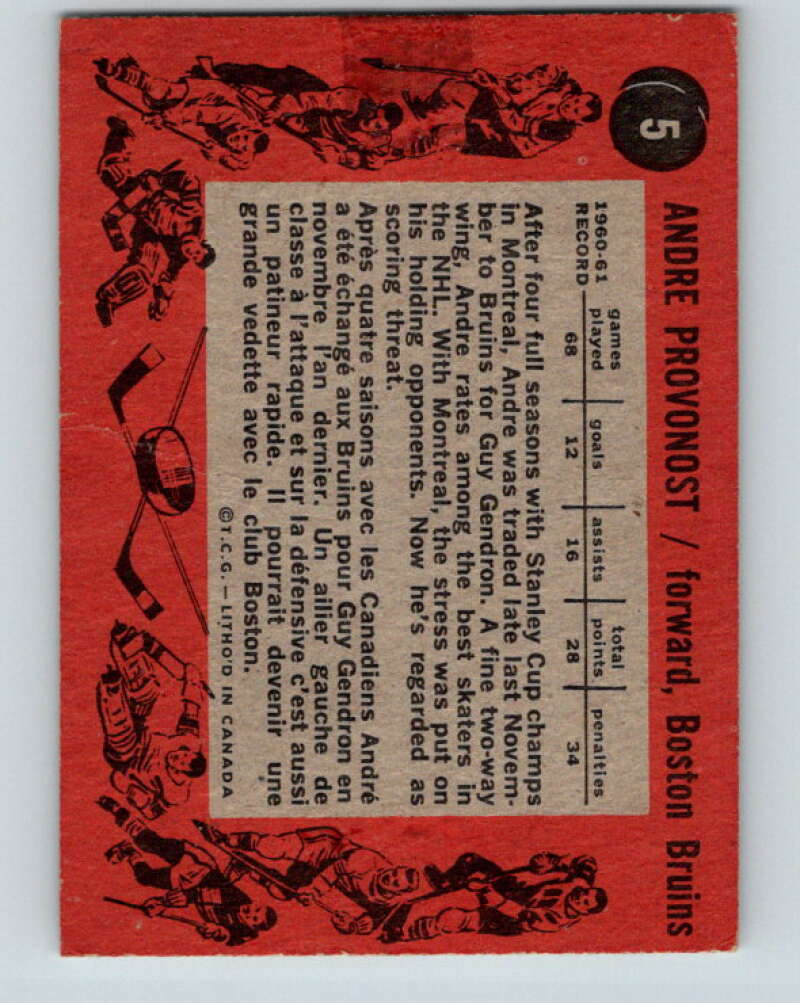 5
ANDRE PROVONOST / forward, Boston Bruins
games total
1960-61 played goals assists points penalties
RECORD 68 12 16 28 34
After four full seasons with Stanley Cup champs
in Montreal, Andre was traded late last Novem-
ber to Bruins for Guy Gendron. A fine two-way
wing, Andre rates among the best skaters in
the NHL. With Montreal, the stress was put on
his holding opponents. Now he's regarded as
scoring threat.
Après quatre saisons avec les Canadiens André
a été échangé aux Bruins pour Guy Gendron en
novembre l'an dernier. Un ailier gauche de
classe à l'attaque et sur la défensive c'est aussi
un patineur rapide. Il pourrait devenir une
grande vedette avec le club Boston.
©T.C.G. — LITHO'D IN CANADA